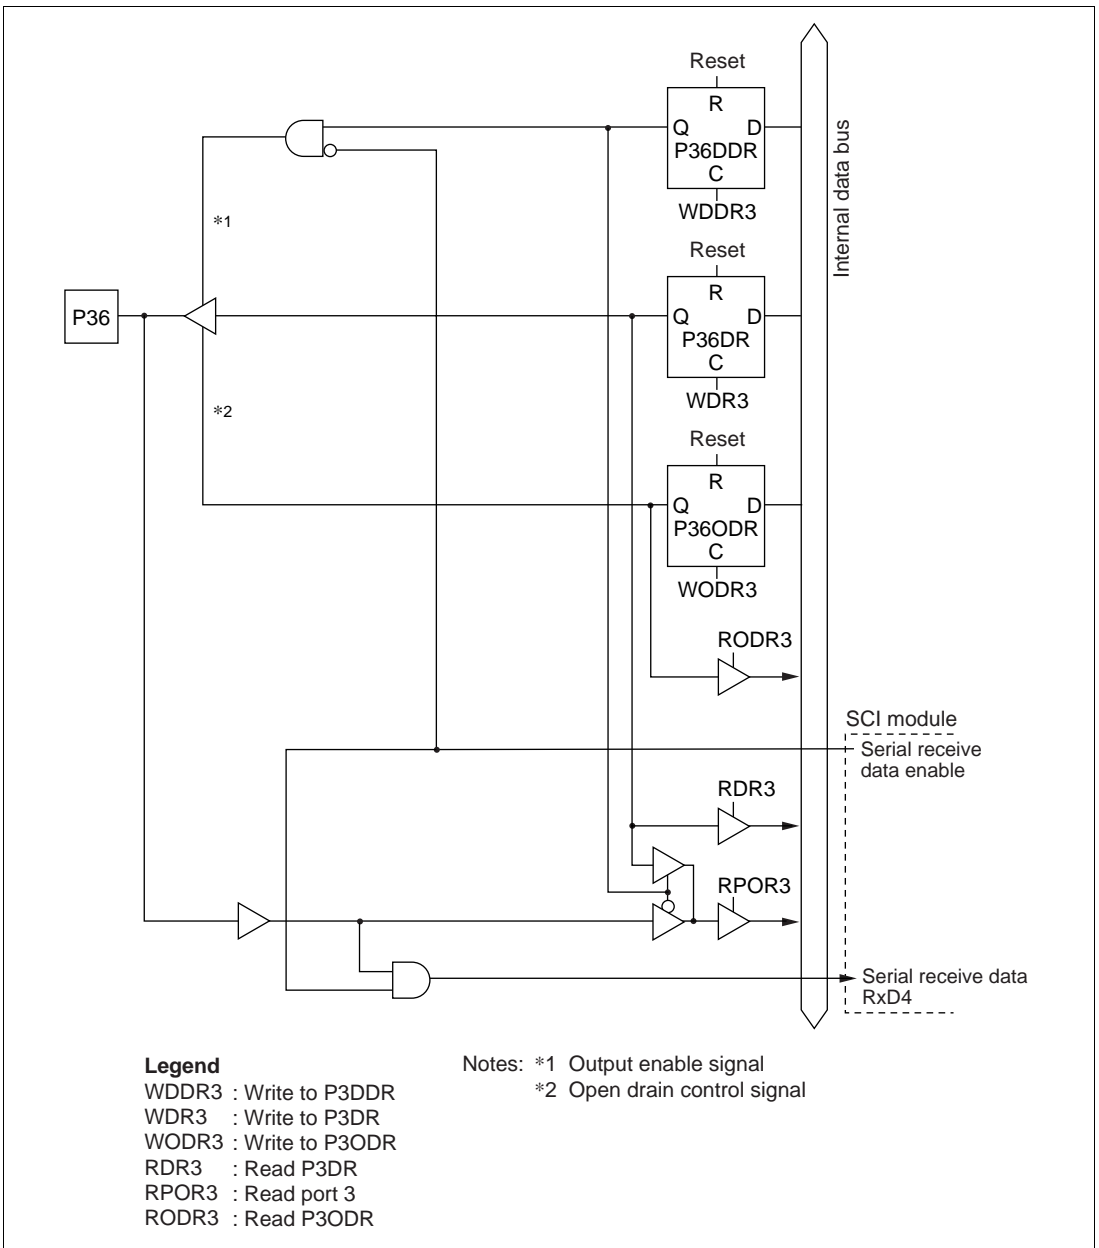 Reset
R
Q D
P36DDR
C
WDDR3
Internal data bus
*1
Reset
R
P36
Q D
P36DR
C
WDR3
*2
Reset
R
Q D
P36ODR
C
WODR3
RODR3
SCI module
Serial receive
data enable
RDR3
RPOR3
Serial receive data
RxD4
Legend
WDDR3 : Write to P3DDR
WDR3 : Write to P3DR
WODR3 : Write to P3ODR
RDR3 : Read P3DR
RPOR3 : Read port 3
RODR3 : Read P3ODR
Notes: *1 Output enable signal
*2 Open drain control signal